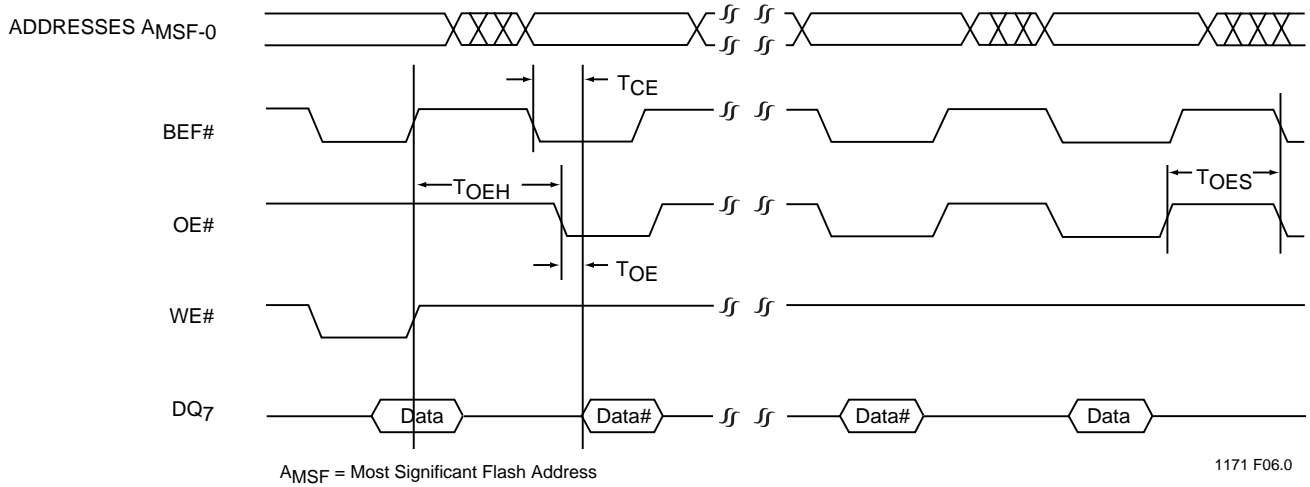 ADDRESSES AMSF-0
TCE
BEF#
TOEH
TOES
OE#
TOE
WE#
DQ7
Data
Data#
Data#
Data
AMSF = Most Significant Flash Address
1171 F06.0